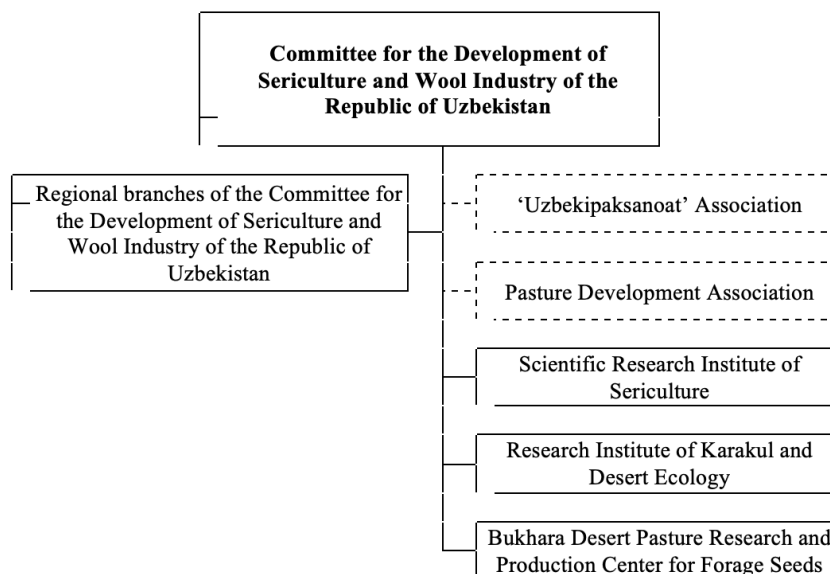 Committee for the Development of
Sericulture and Wool Industry of the
Republic of Uzbekistan
Regional branches of the Committee for
the Development of Sericulture and
Wool Industry of the Republic of
Uzbekistan
‘Uzbekipaksanoat’ Association
Pasture Development Association
Scientific Research Institute of
Sericulture
Research Institute of Karakul and
Desert Ecology
Bukhara Desert Pasture Research and
Production Center for Forage Seeds